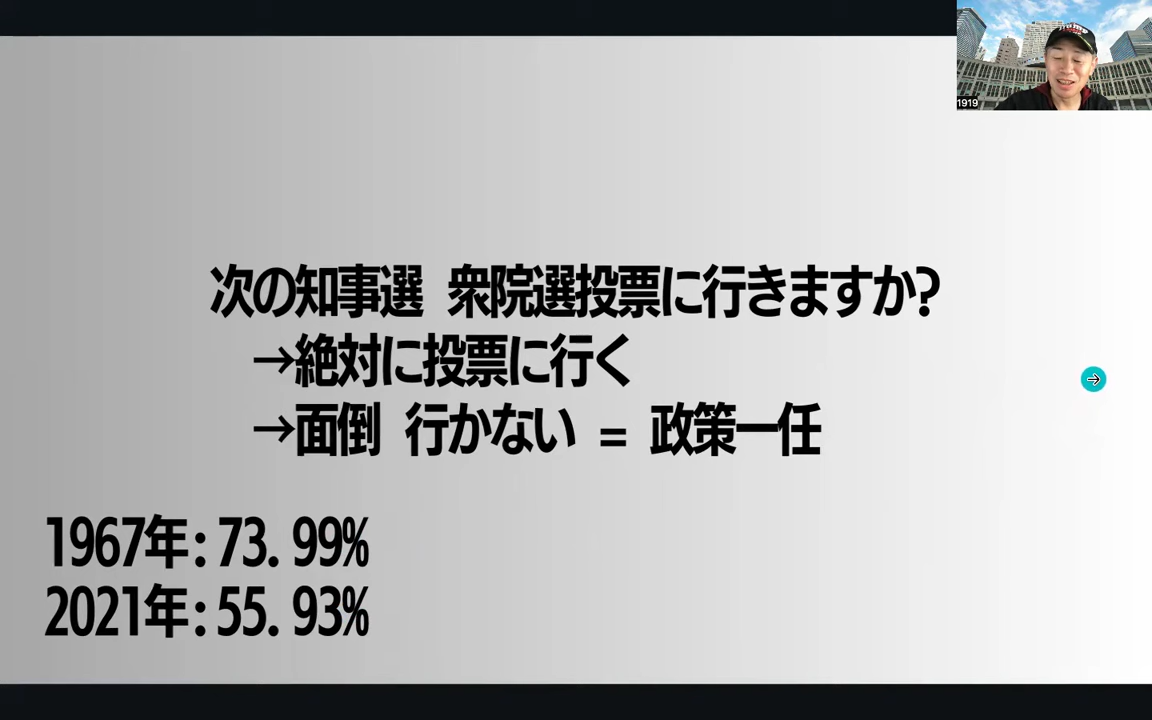 1919
次の知事選 衆院選投票に行きますか?
→絶対に投票に行く
→面倒 行かない = 政策一任
1967年:73.99%
2021年:55.93%